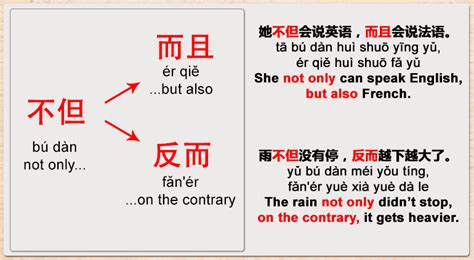 不但
bú dàn
not only...
而且
ér qiě
...but also
反而
fǎn'ér
...on the contrary
她不但会说英语，而且会说法语。
tā bú dàn huì shuō yīng yǔ,
ér qiě huì shuō fǎ yǔ
She not only can speak English,
but also French.
雨不但没有停，反而越下越大了。
yǔ bú dàn méi yǒu tíng,
fǎn'ér yuè xià yuè dà le
The rain not only didn't stop,
on the contrary, it gets heavier.